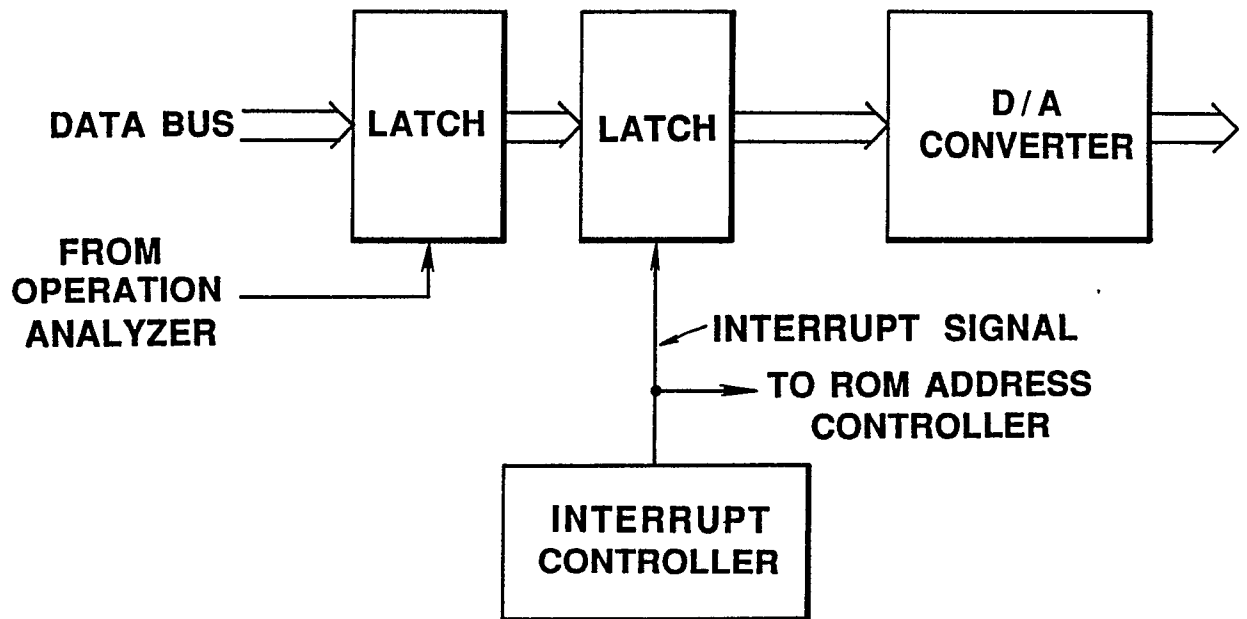 DATA BUS
LATCH
LATCH
D/A
CONVERTER
FROM
OPERATION
ANALYZER
INTERRUPT SIGNAL
TO ROM ADDRESS
CONTROLLER
INTERRUPT
CONTROLLER